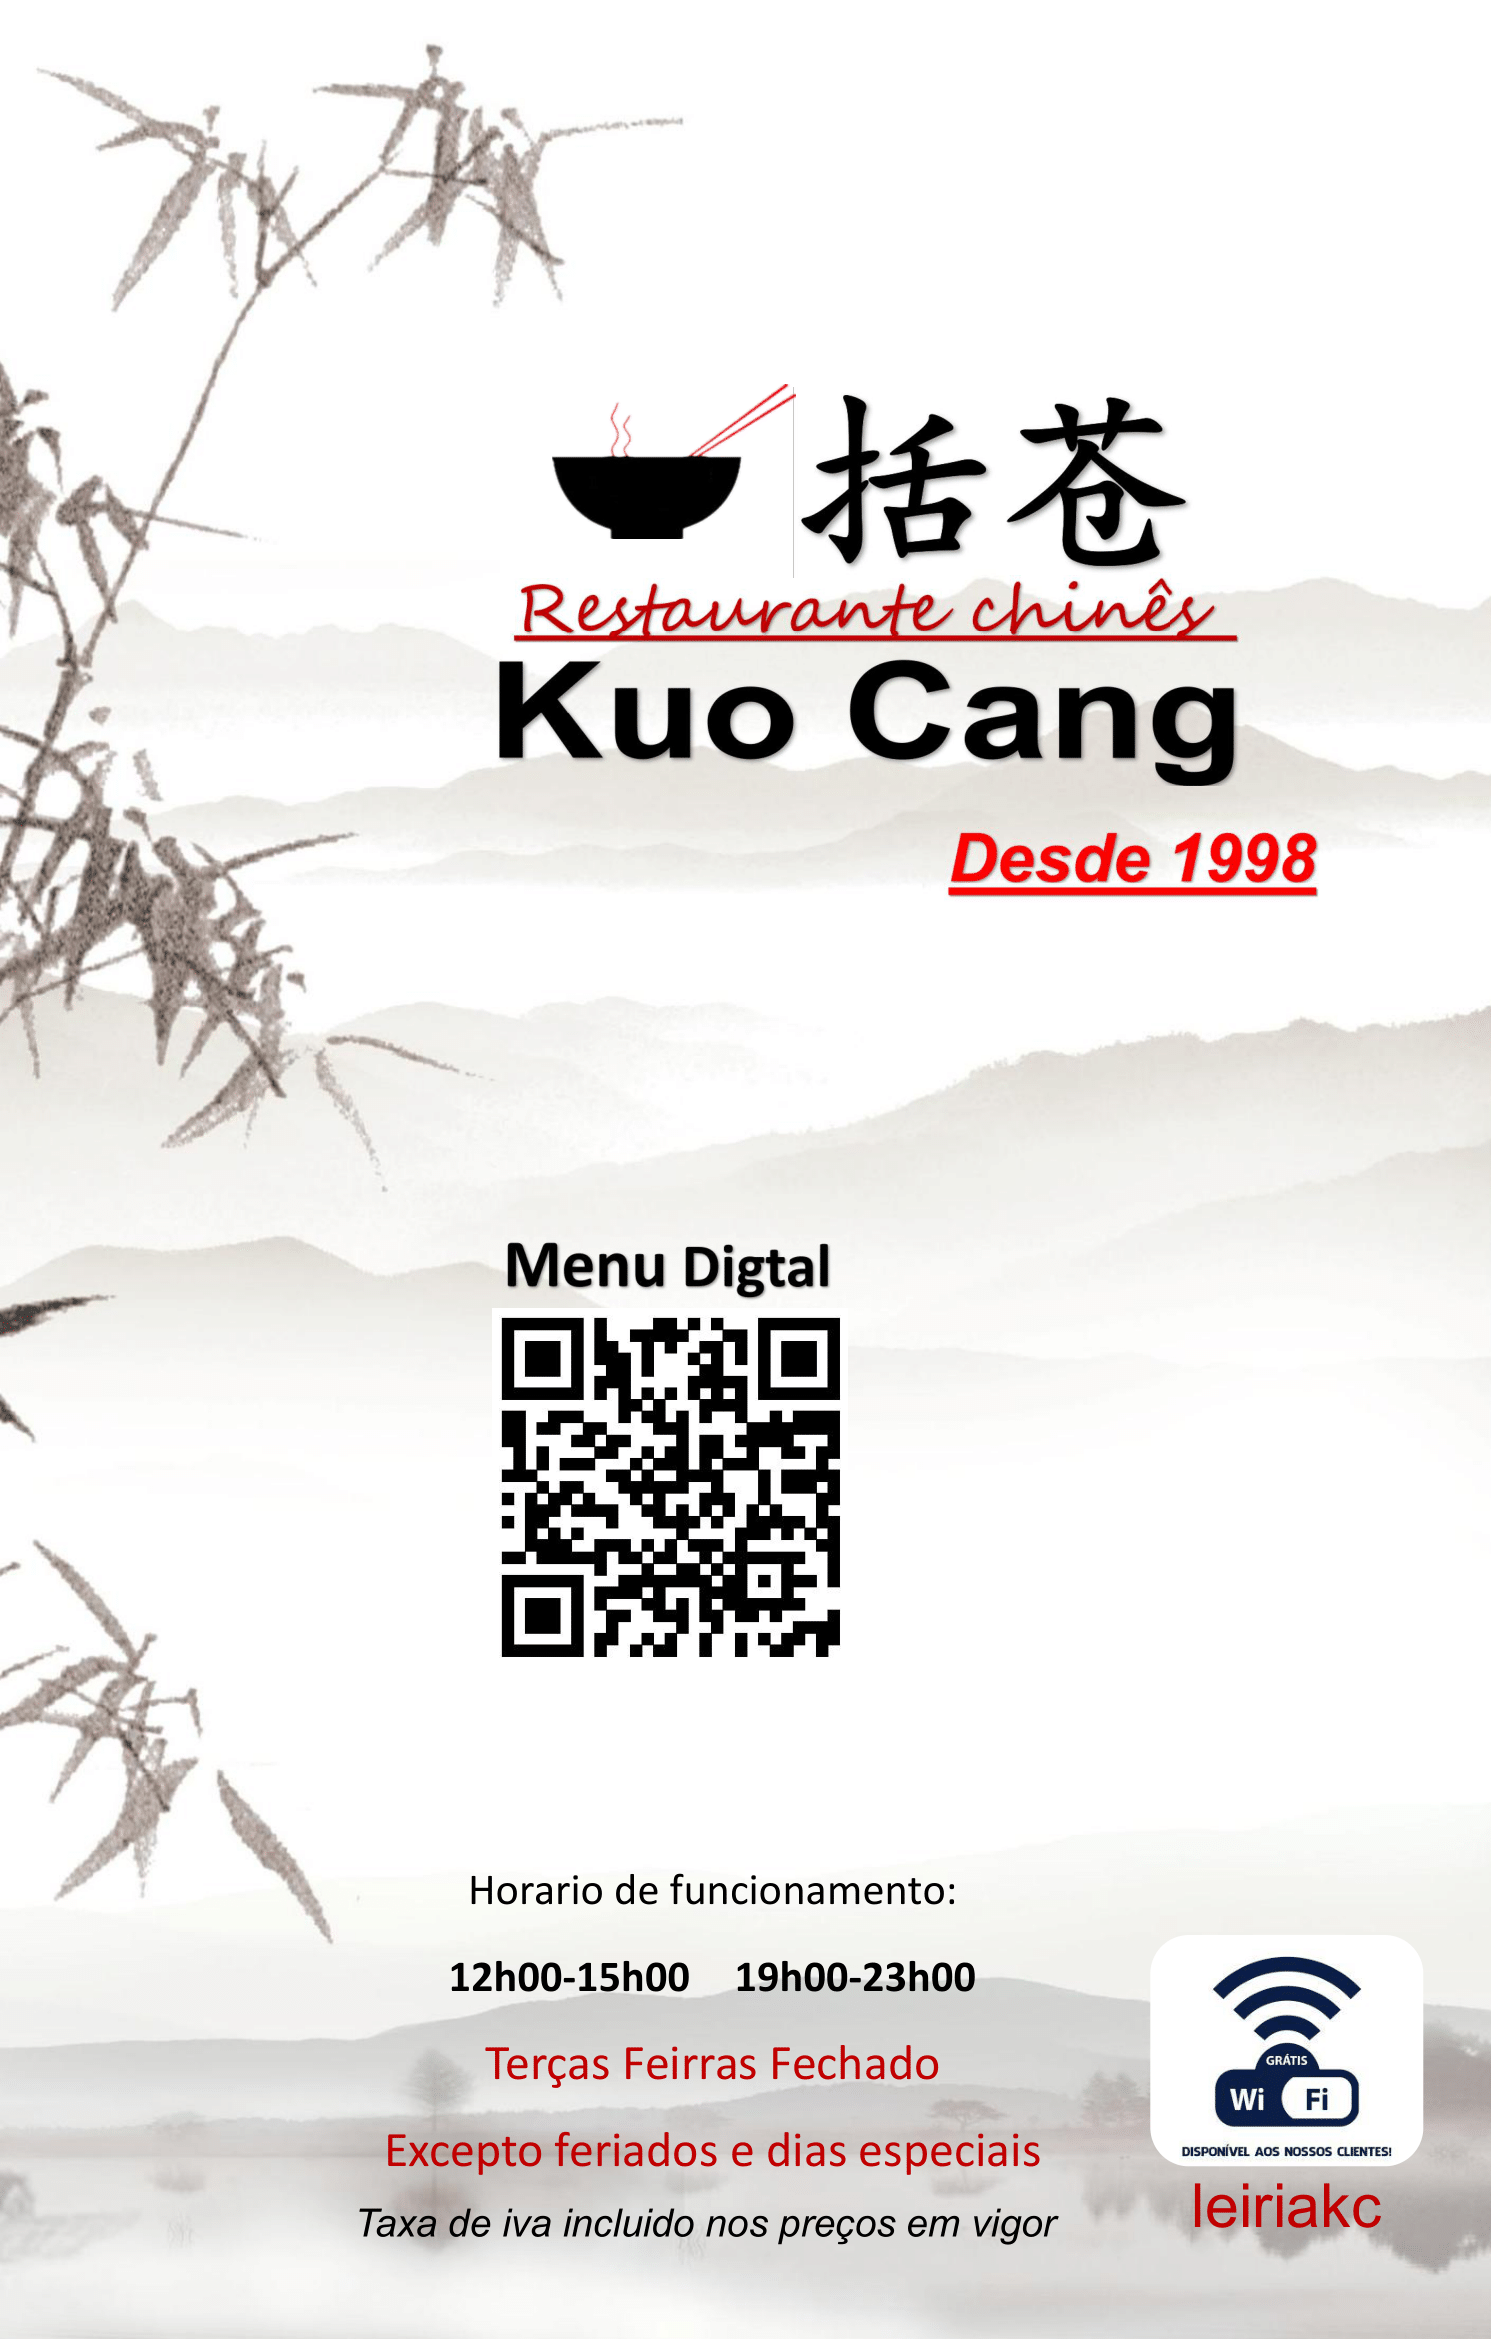 括苍
Restaurante chinês
Kuo Cang
Desde 1998
Menu Digtal
Horario de funcionamento:
12h00-15h00 19h00-23h00
Terças Feirras Fechado
Excepto feriados e dias especiais
Taxa de iva incluido nos preços em vigor
GRÁTIS
Wi Fi
DISPONÍVEL AOS NOSSOS CLIENTES!
leiriakc